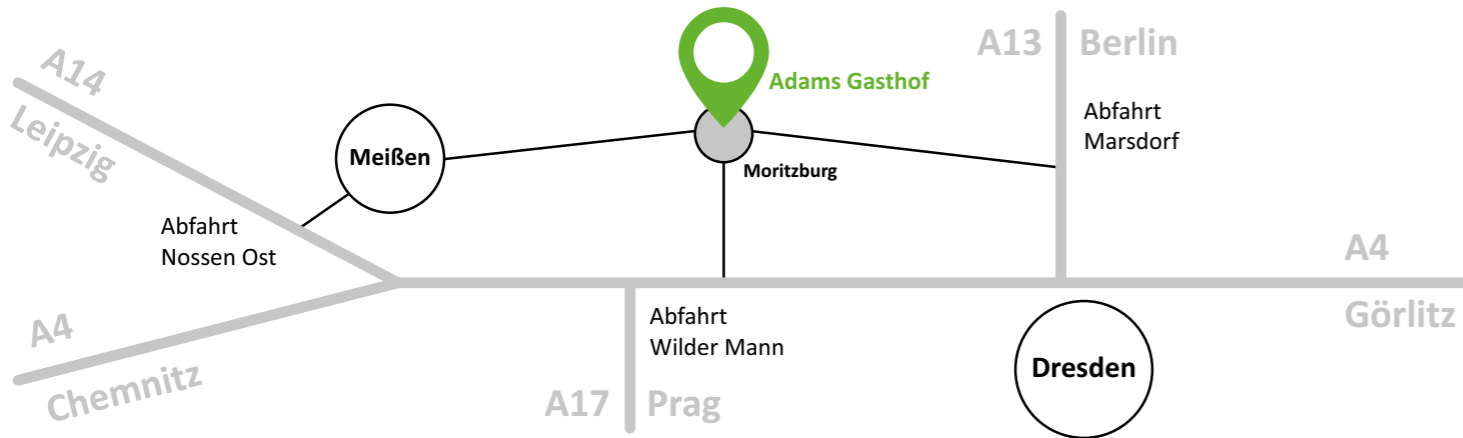 A14
Leipzig
Meißen
Adams Gasthof
Moritzburg
A13
Berlin
Abfahrt
Marsdorf
Abfahrt
Nossen Ost
A4
Chemnitz
A4
Görlitz
Abfahrt
Wilder Mann
A17
Prag
Dresden